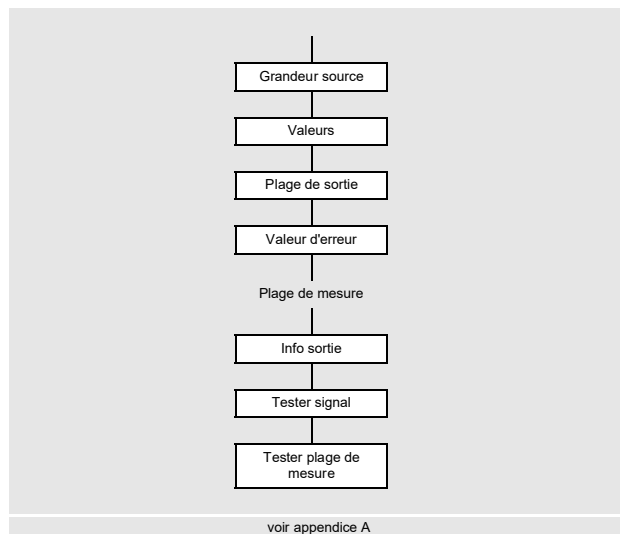 Grandeur source
Valeurs
Plage de sortie
Valeur d'erreur
Plage de mesure
Info sortie
Tester signal
Tester plage de
mesure
voir appendice A